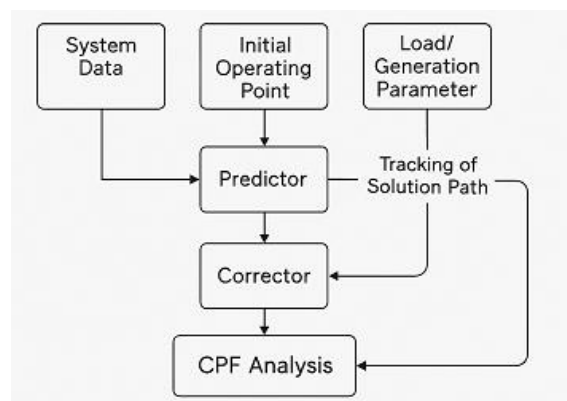 System
Data
Initial
Operating
Point
Load/
Generation
Parameter
Predictor
Tracking of
Solution Path
Corrector
CPF Analysis